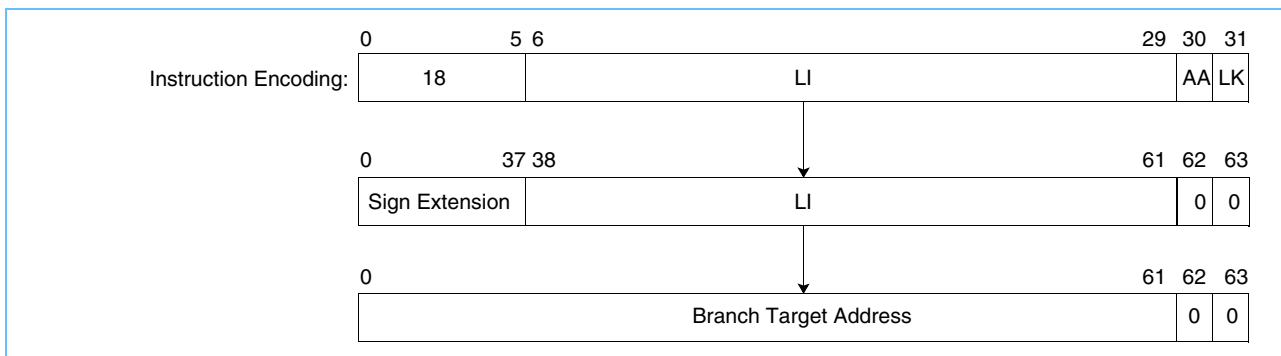 0 5 6 29 30 31
Instruction Encoding: 18 LI AA LK
0 37 38 61 62 63
Sign Extension LI 0 0
0 61 62 63
Branch Target Address 0 0